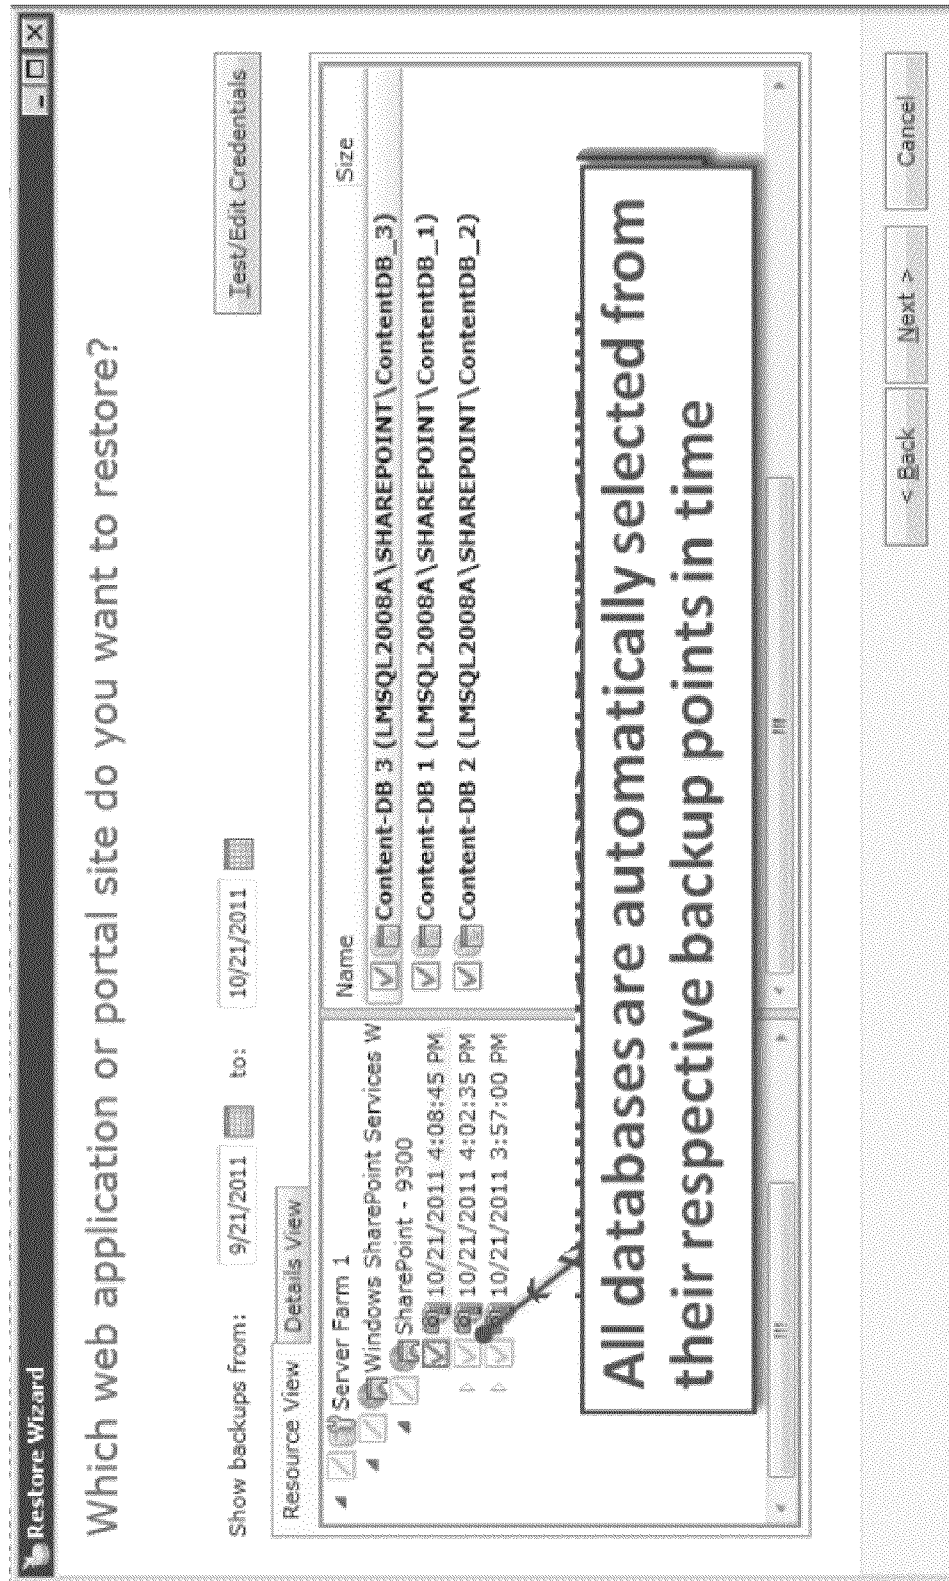 Restore Wizard
Which web application or portal site do you want to restore?
Show backups from: 9/21/2011 to: 10/21/2011
Test/Edit Credentials
Resource View Details View
Server Farm 1
Windows SharePoint Services W
SharePoint - 9300
10/21/2011 4:08:45 PM
10/21/2011 4:02:35 PM
10/21/2011 3:57:00 PM
Name Size
Content-DB 3 (LMSQL2008A\SHAREPOINT\ContentDB_3)
Content-DB 1 (LMSQL2008A\SHAREPOINT\ContentDB_1)
Content-DB 2 (LMSQL2008A\SHAREPOINT\ContentDB_2)
All databases are automatically selected from
their respective backup points in time
< Back Next > Cancel